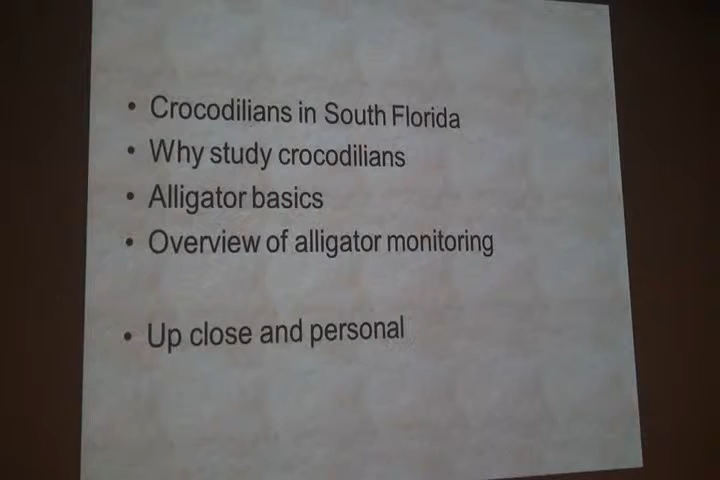 • Crocodilians in South Florida
• Why study crocodilians
• Alligator basics
• Overview of alligator monitoring
• Up close and personal